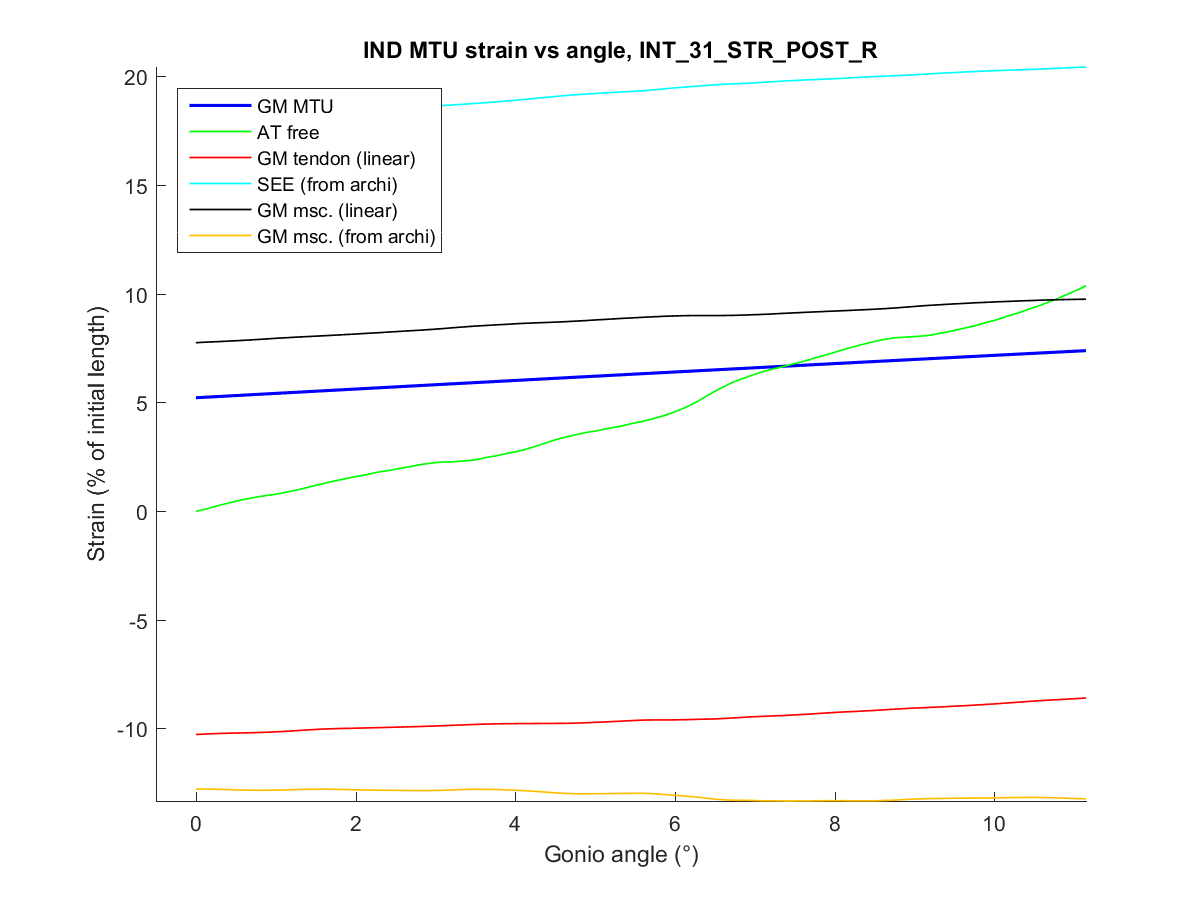 IND MTU strain vs angle, INT_31_STR_POST_R
20
15
10
5
0
-5
-10
Strain (% of initial length)
GM MTU
AT free
GM tendon (linear)
SEE (from archi)
GM msc. (linear)
GM msc. (from archi)
0 2 4 6 8 10
Gonio angle (°)